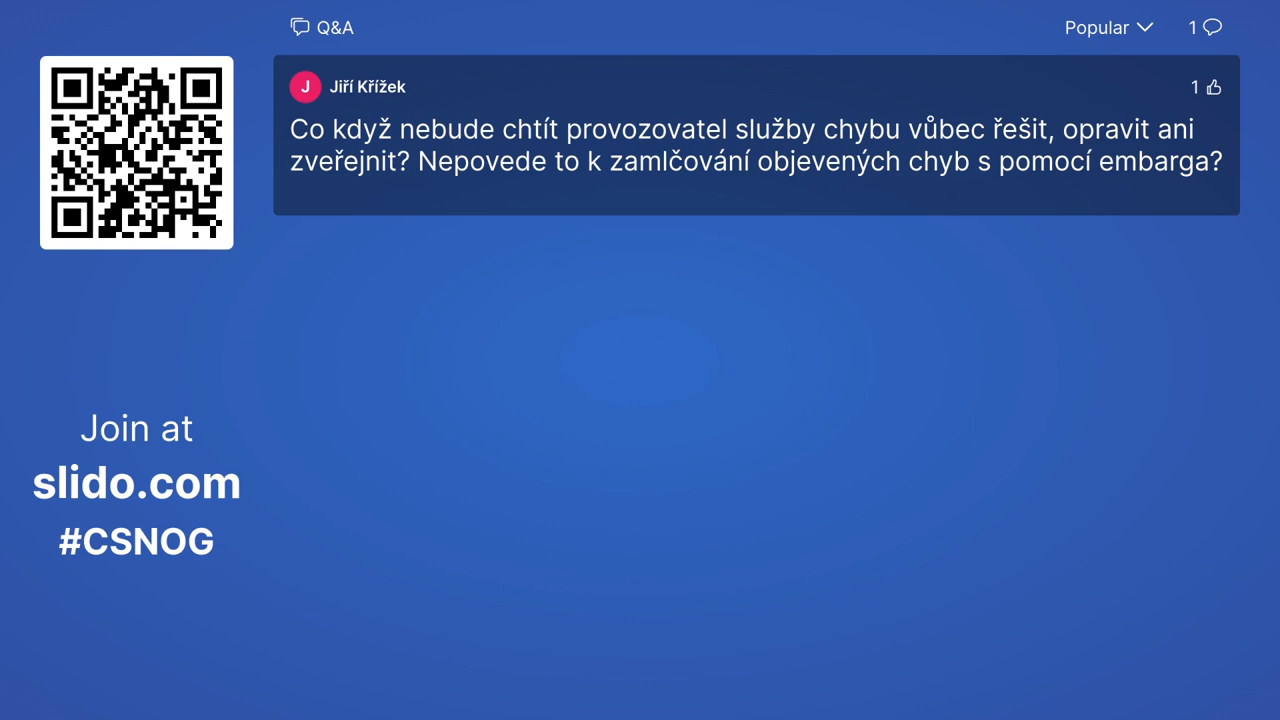 Q&A
Popular
1
J
Jiří Křížek
1
Co když nebude chtít provozovatel služby chybu vůbec řešit, opravit ani
zveřejnit? Nepovede to k zamlčování objevených chyb s pomocí embarga?
Join at
slido.com
#CSNOG